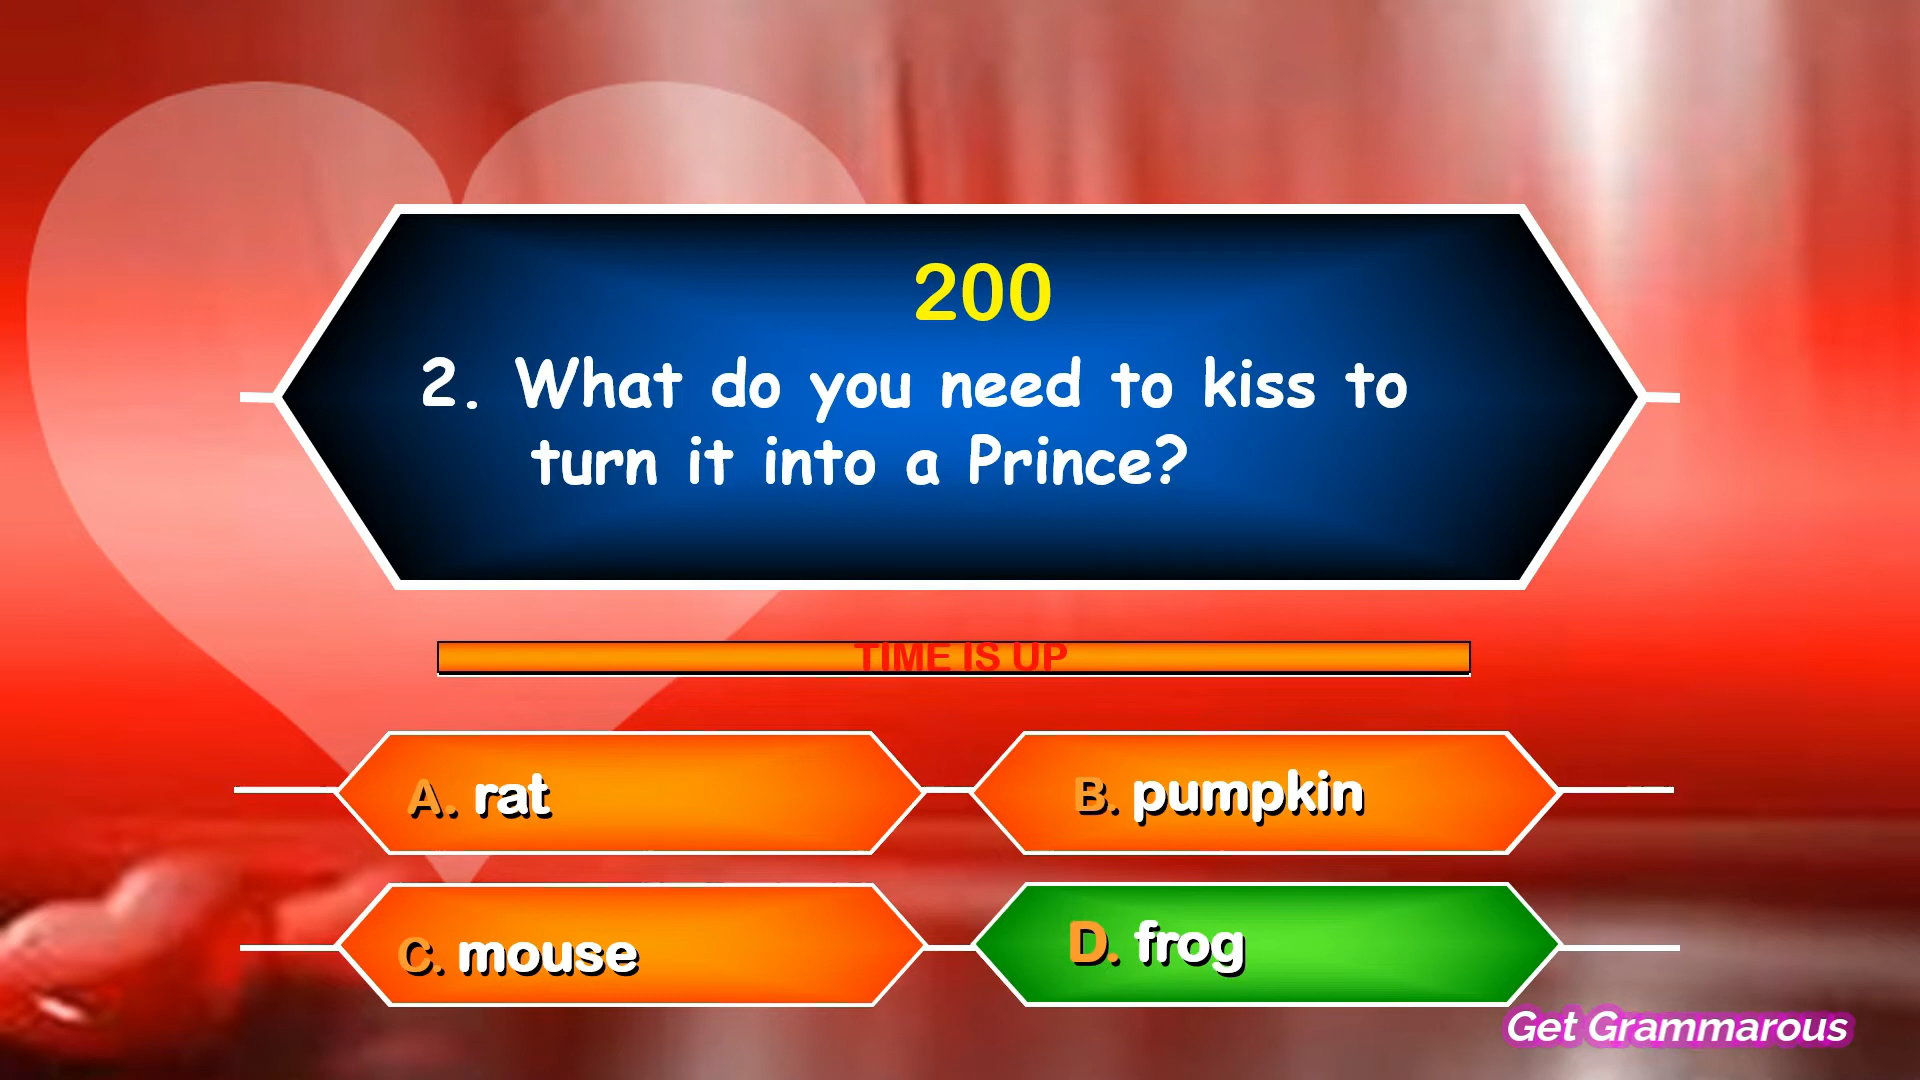 200
2. What do you need to kiss to
turn it into a Prince?
TIME IS UP
A. rat
B. pumpkin
C. mouse
D. frog
Get Grammarous